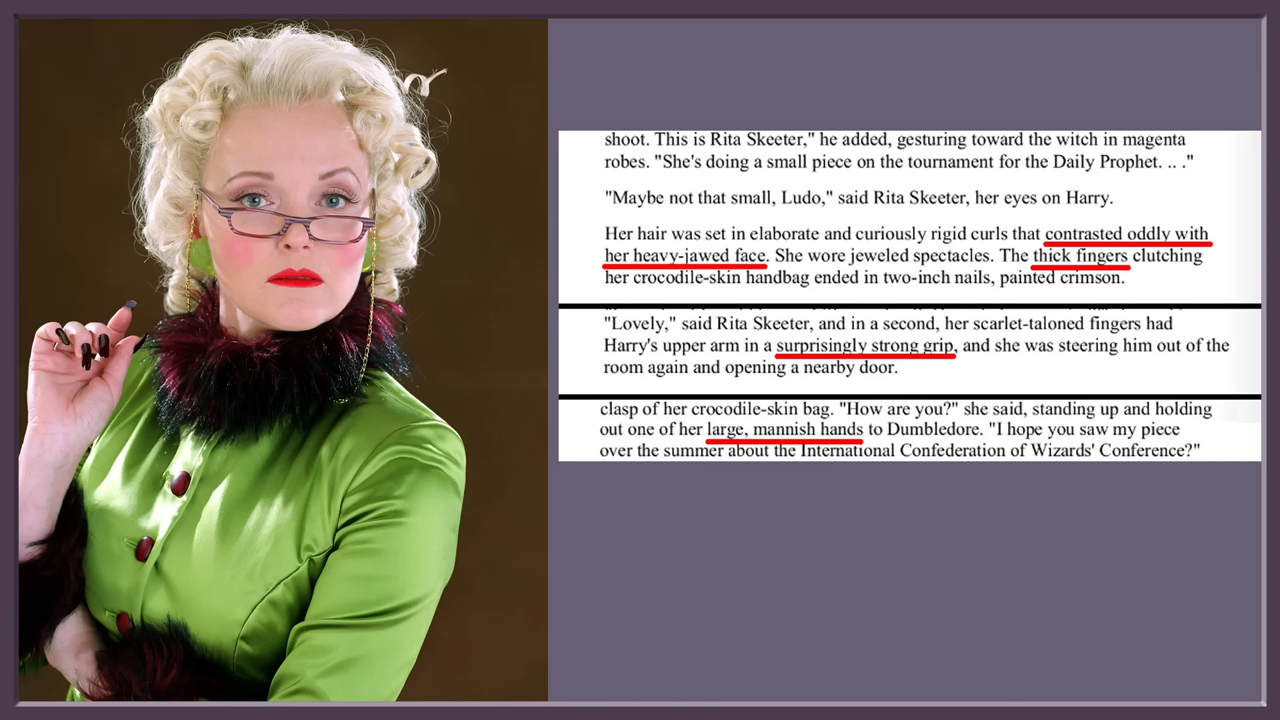 shoot. This is Rita Skeeter," he added, gesturing toward the witch in magenta
robes. "She's doing a small piece on the tournament for the Daily Prophet. .. ."
"Maybe not that small, Ludo," said Rita Skeeter, her eyes on Harry.
Her hair was set in elaborate and curiously rigid curls that contrasted oddly with
her heavy-jawed face. She wore jeweled spectacles. The thick fingers clutching
her crocodile-skin handbag ended in two-inch nails, painted crimson.
"Lovely," said Rita Skeeter, and in a second, her scarlet-taloned fingers had
Harry's upper arm in a surprisingly strong grip, and she was steering him out of the
room again and opening a nearby door.
clasp of her crocodile-skin bag. "How are you?" she said, standing up and holding
out one of her large, mannish hands to Dumbledore. "I hope you saw my piece
over the summer about the International Confederation of Wizards' Conference?"